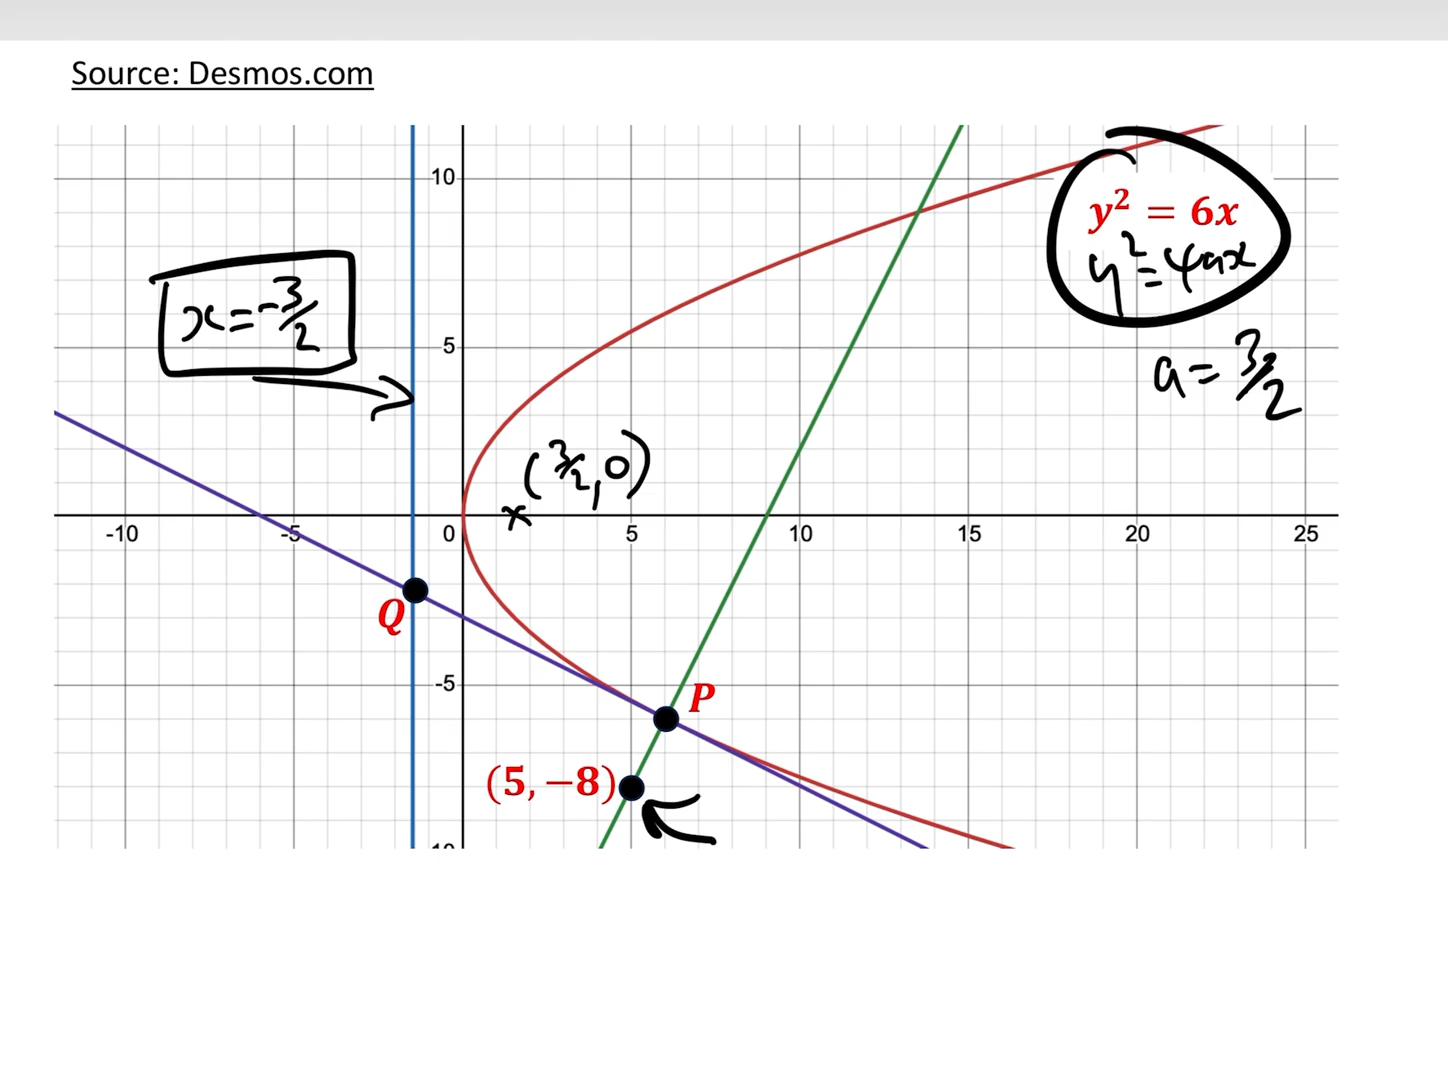 Source: Desmos.com
10
y² = 6x
y² = 4ax
x = -3/2
5
a = 3/2
(3/2, 0)
-10
-5
0
5
10
15
20
25
Q
-5
P
(5, −8)